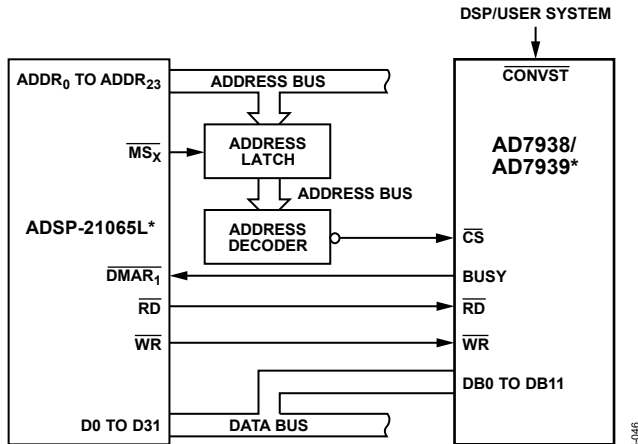 DSP/USER SYSTEM
ADDR0 TO ADDR23
ADDRESS BUS
CONVST
MSX
ADDRESS
LATCH
AD7938/
AD7939*
ADDRESS BUS
ADSP-21065L*
ADDRESS
DECODER
CS
DMAR1
BUSY
RD
RD
WR
WR
DB0 TO DB11
D0 TO D31
DATA BUS
-046